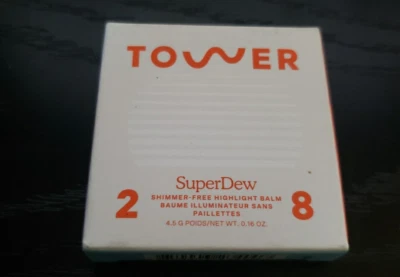 TOWER
SuperDew
SHIMMER-FREE HIGHLIGHT BALM
BAUME ILLUMINATEUR SANS
PAILLETTES
2 8
4.5 G POIDS/NET WT. 0.16 OZ.